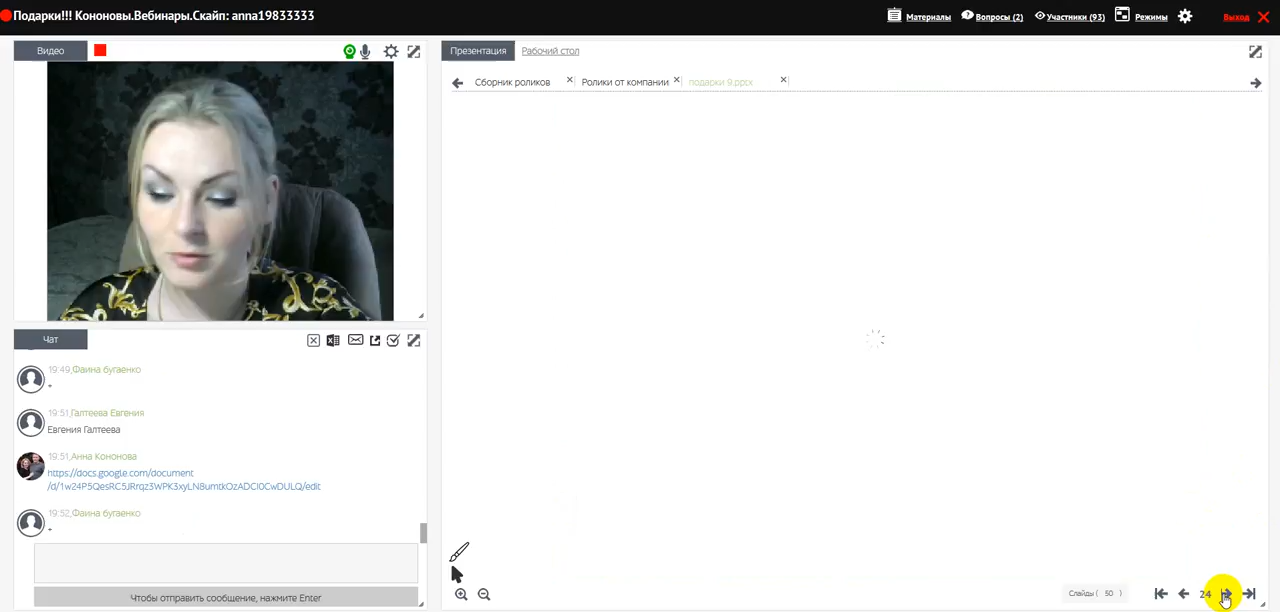 Подарки!!! Кононовы.Вебинары.Скайп: anna19833333
Материалы
Вопросы (2)
Участники (93)
Режимы
Выход
Видео
Презентация
Рабочий стол
Сборник роликов
Ролики от компании
подарки 9.pptx
Чат
19:49,Фаина бугаенко
+
19:51,Галтеева Евгения
Евгения Галтеева
19:51,Анна Кононова
https://docs.google.com/document
/d/1w24P5QesRC5JRrqz3WPK3xyLN8umtkOzADCI0CwDULQ/edit
19:52,Фаина бугаенко
+
Чтобы отправить сообщение, нажмите Enter
Слайды ( 50 )
24